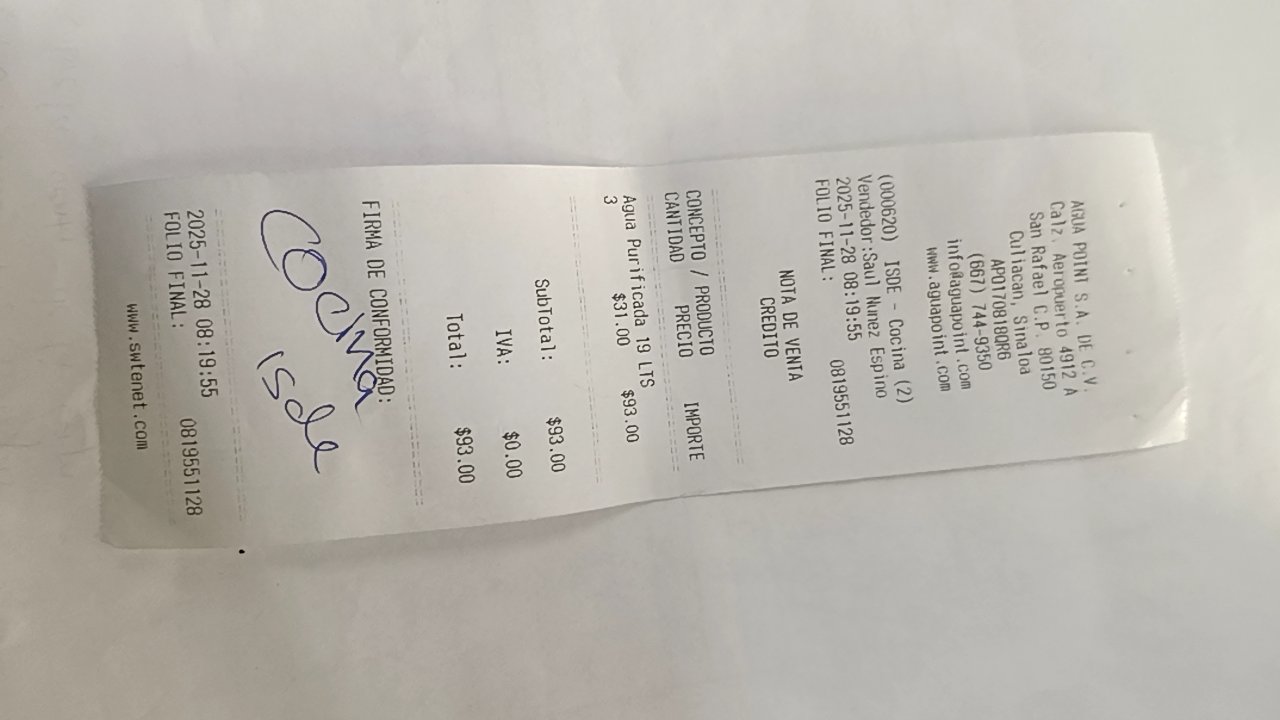 AGUA POINT S.A. DE C.V.
Calz. Aeropuerto 4912 A
San Rafael C.P. 80150
Culiacan, Sinaloa
APO170818QR6
(667) 744-9350
info@aguapoint.com
www.aguapoint.com
(000620) ISDE - Cocina (2)
Vendedor:Saul Nunez Espino
2025-11-28 08:19:55
FOLIO FINAL: 0819551128
NOTA DE VENTA
CREDITO
CONCEPTO / PRODUCTO
CANTIDAD PRECIO IMPORTE
Agua Purificada 19 LTS
3 $31.00 $93.00
SubTotal: $93.00
IVA: $0.00
Total: $93.00
FIRMA DE CONFORMIDAD:
COCINA
isde
2025-11-28 08:19:55
FOLIO FINAL: 0819551128
www.swtenet.com